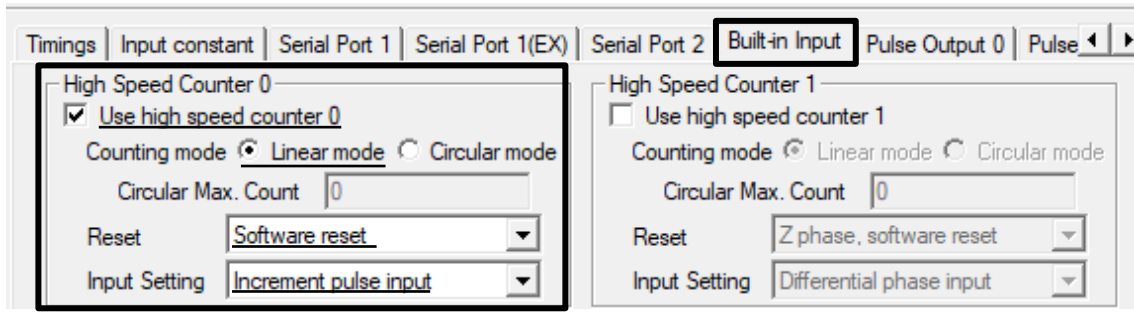 Timings Input constant Serial Port 1 Serial Port 1(EX) Serial Port 2 Built-in Input Pulse Output 0 Pulse
High Speed Counter 0
Use high speed counter 0
Counting mode Linear mode Circular mode
Circular Max. Count 0
Reset Software reset
Input Setting Increment pulse input
High Speed Counter 1
Use high speed counter 1
Counting mode Linear mode Circular mode
Circular Max. Count 0
Reset Z phase, software reset
Input Setting Differential phase input